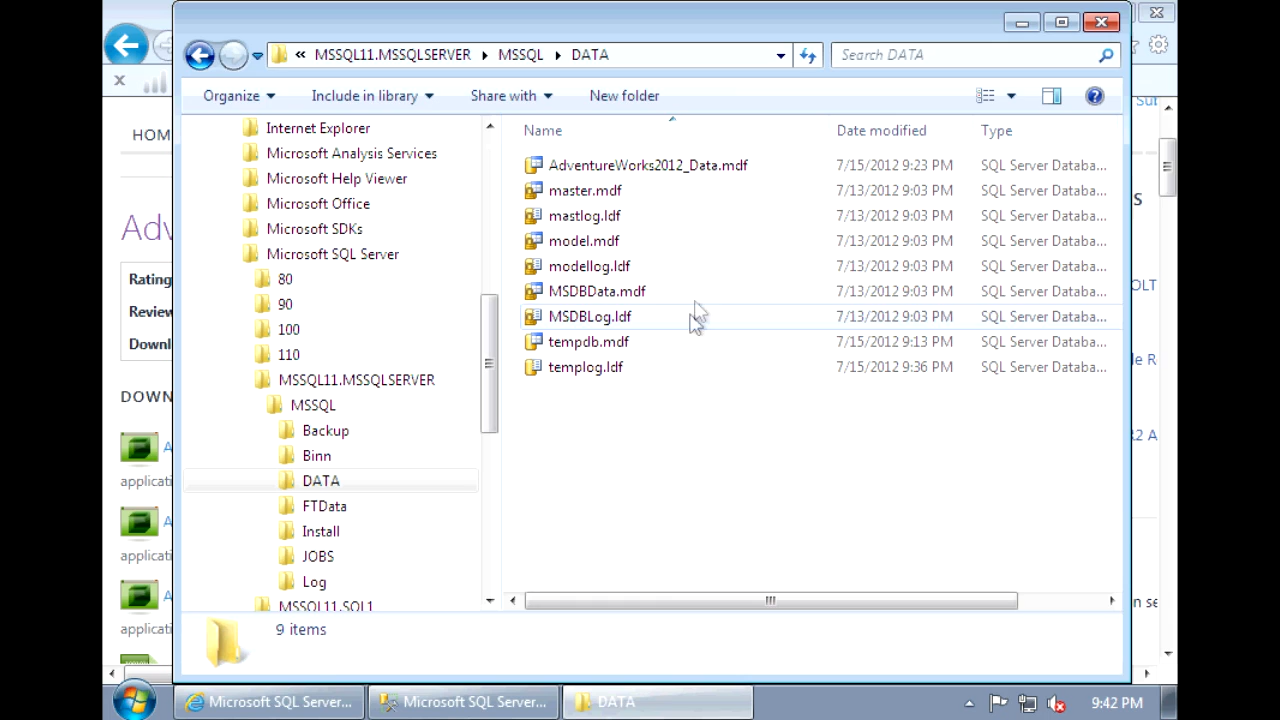 « MSSQL11.MSSQLSERVER MSSQL DATA
Search DATA
Organize Include in library Share with New folder
Internet Explorer
Microsoft Analysis Services
Microsoft Help Viewer
Microsoft Office
Microsoft SDKs
Microsoft SQL Server
80
90
100
110
MSSQL11.MSSQLSERVER
MSSQL
Backup
Binn
DATA
FTData
Install
JOBS
Log
MSSQL11.SQL1
Name Date modified Type
AdventureWorks2012_Data.mdf 7/15/2012 9:23 PM SQL Server Databa...
master.mdf 7/13/2012 9:03 PM SQL Server Databa...
mastlog.ldf 7/13/2012 9:03 PM SQL Server Databa...
model.mdf 7/13/2012 9:03 PM SQL Server Databa...
modellog.ldf 7/13/2012 9:03 PM SQL Server Databa...
MSDBData.mdf 7/13/2012 9:03 PM SQL Server Databa...
MSDBLog.ldf 7/13/2012 9:03 PM SQL Server Databa...
tempdb.mdf 7/15/2012 9:13 PM SQL Server Databa...
templog.ldf 7/15/2012 9:36 PM SQL Server Databa...
9 items
HOM
Adv
Rating
Review
Downl
DOWN
A
applicati
A
applicati
A
applicati
Sub
S
OLT
le R
R2 A
n se
Microsoft SQL Server... Microsoft SQL Server... DATA 9:42 PM